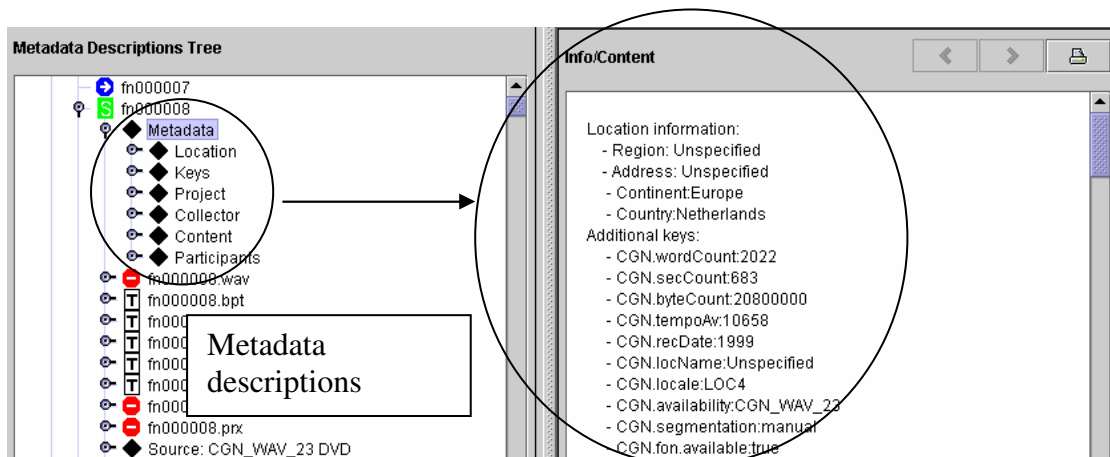 Metadata Descriptions Tree
fn000007
S fn000008
Metadata
Location
Keys
Project
Collector
Content
Participants
fn000008.wav
T fn000008.bpt
T fn000
T fn000
T fn000
T fn000
fn000
fn000008.prx
Source: CGN_WAV_23 DVD
Metadata
descriptions
Info/Content
Location information:
- Region: Unspecified
- Address: Unspecified
- Continent:Europe
- Country:Netherlands
Additional keys:
- CGN.wordCount:2022
- CGN.secCount:683
- CGN.byteCount:20800000
- CGN.tempoAv:10658
- CGN.recDate:1999
- CGN.locName:Unspecified
- CGN.locale:LOC4
- CGN.availability:CGN_WAV_23
- CGN.segmentation:manual
- CGN.fon.available:true